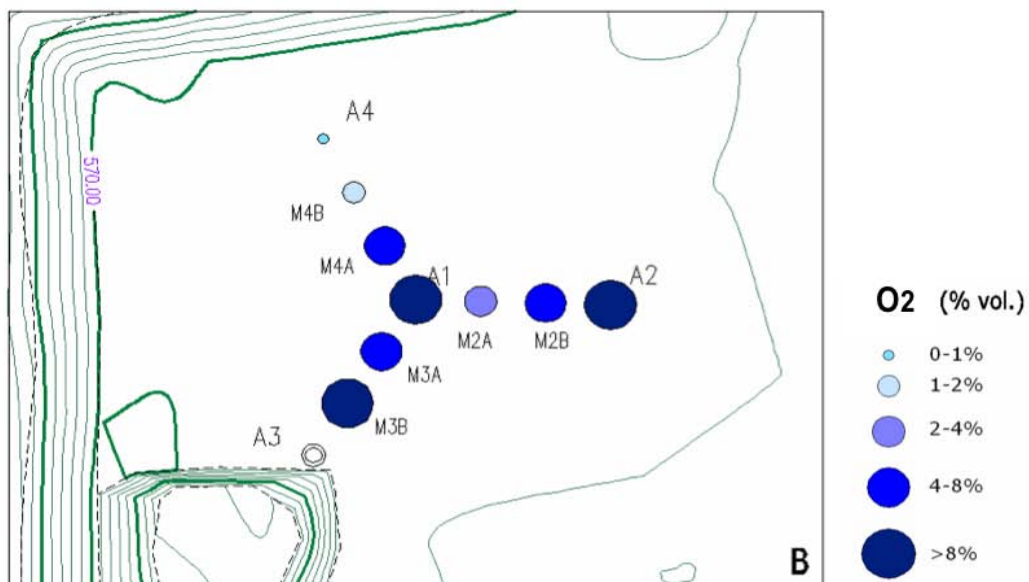 A4
570.00
M4B
M4A
A1
A2
M2A
M2B
M3A
M3B
A3
B
O2 (% vol.)
0-1%
1-2%
2-4%
4-8%
>8%